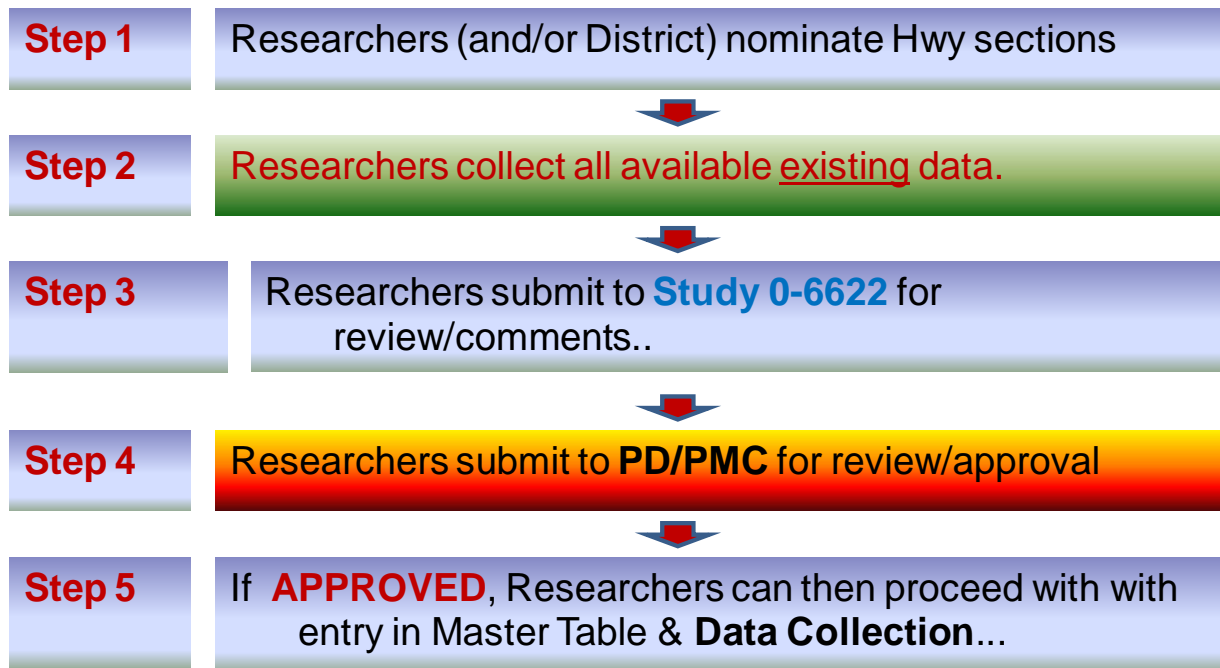 Step 1 Researchers (and/or District) nominate Hwy sections
Step 2 Researchers collect all available existing data.
Step 3 Researchers submit to Study 0-6622 for
review/comments..
Step 4 Researchers submit to PD/PMC for review/approval
Step 5 If APPROVED, Researchers can then proceed with with
entry in Master Table & Data Collection...